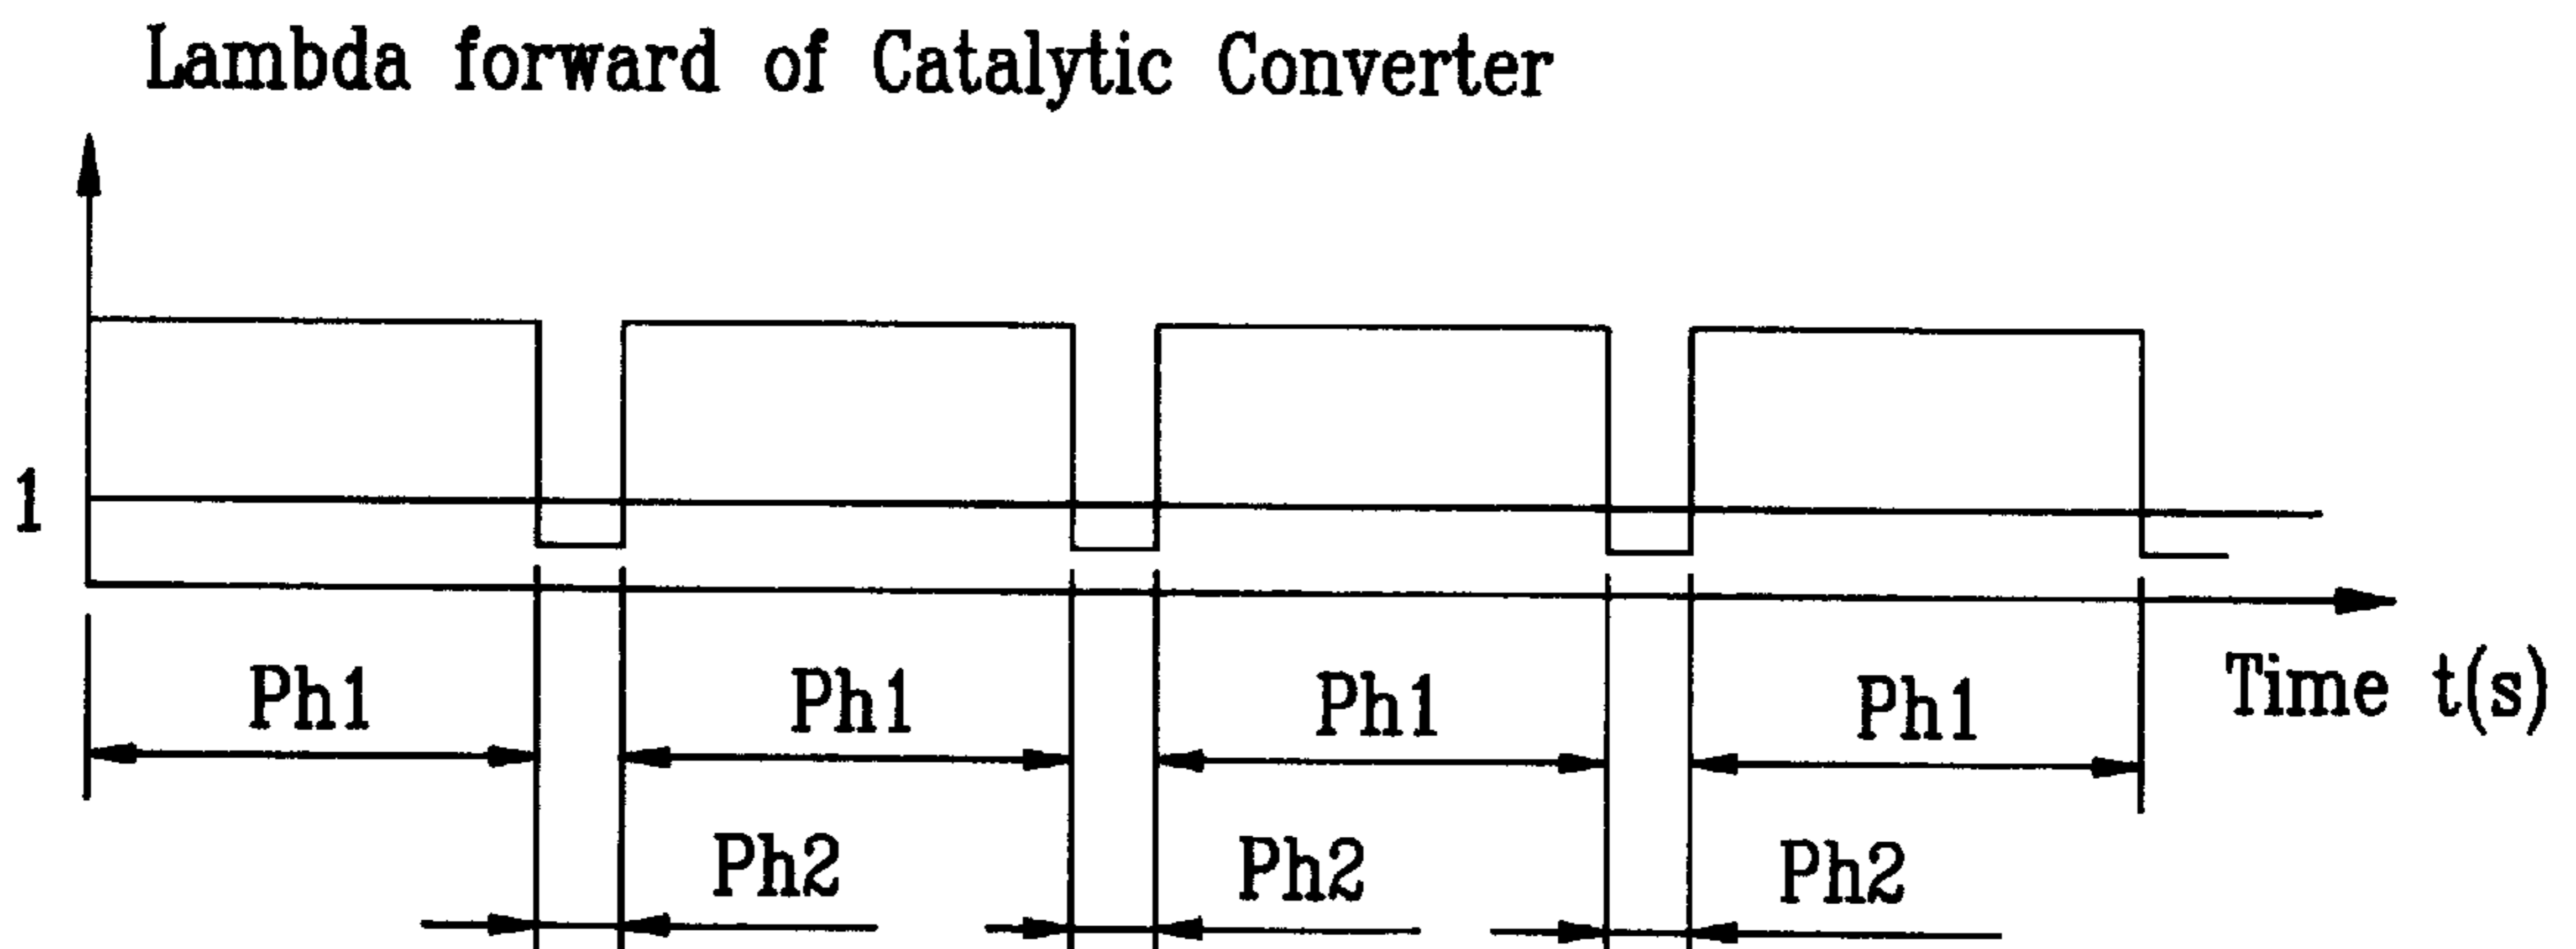 Lambda forward of Catalytic Converter
1
Ph1 Ph1 Ph1 Ph1 Time t(s)
Ph2 Ph2 Ph2